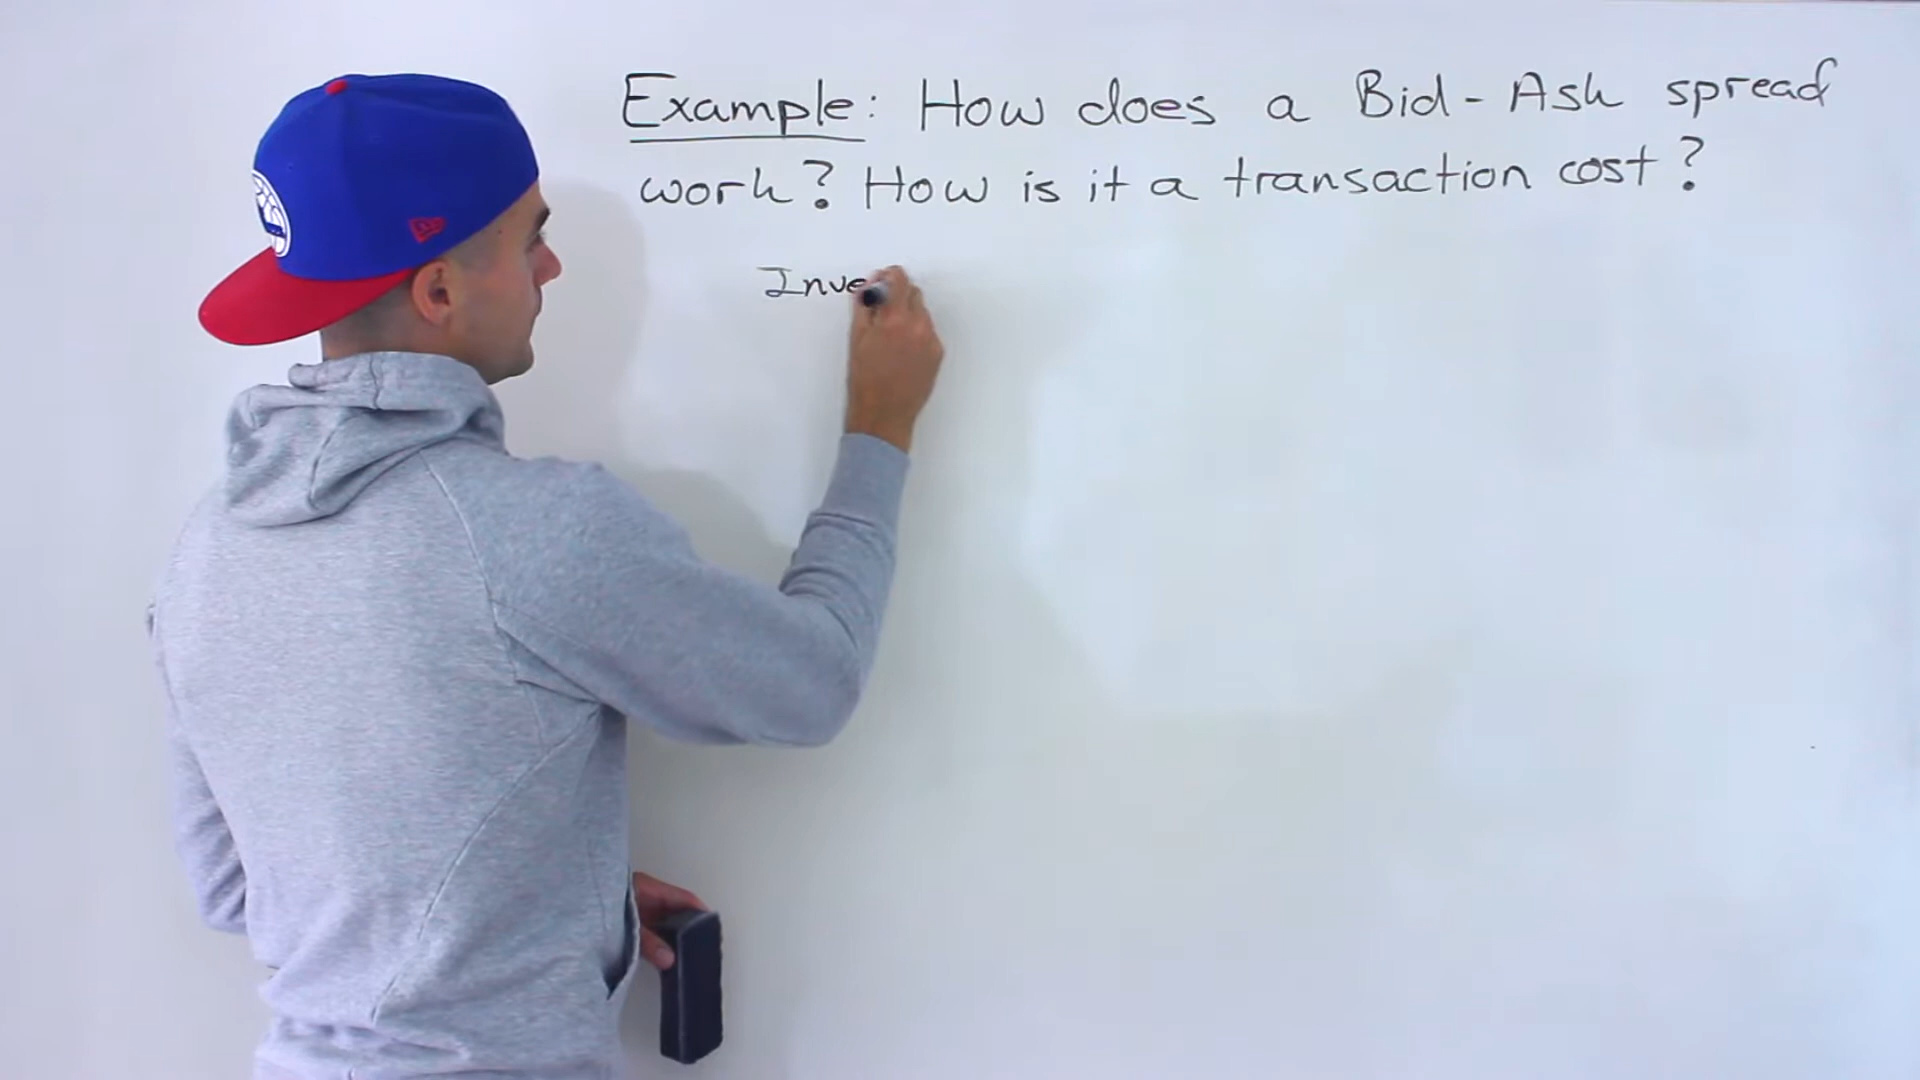 Example: How does a Bid-Ask spread
work? How is it a transaction cost?
Inve